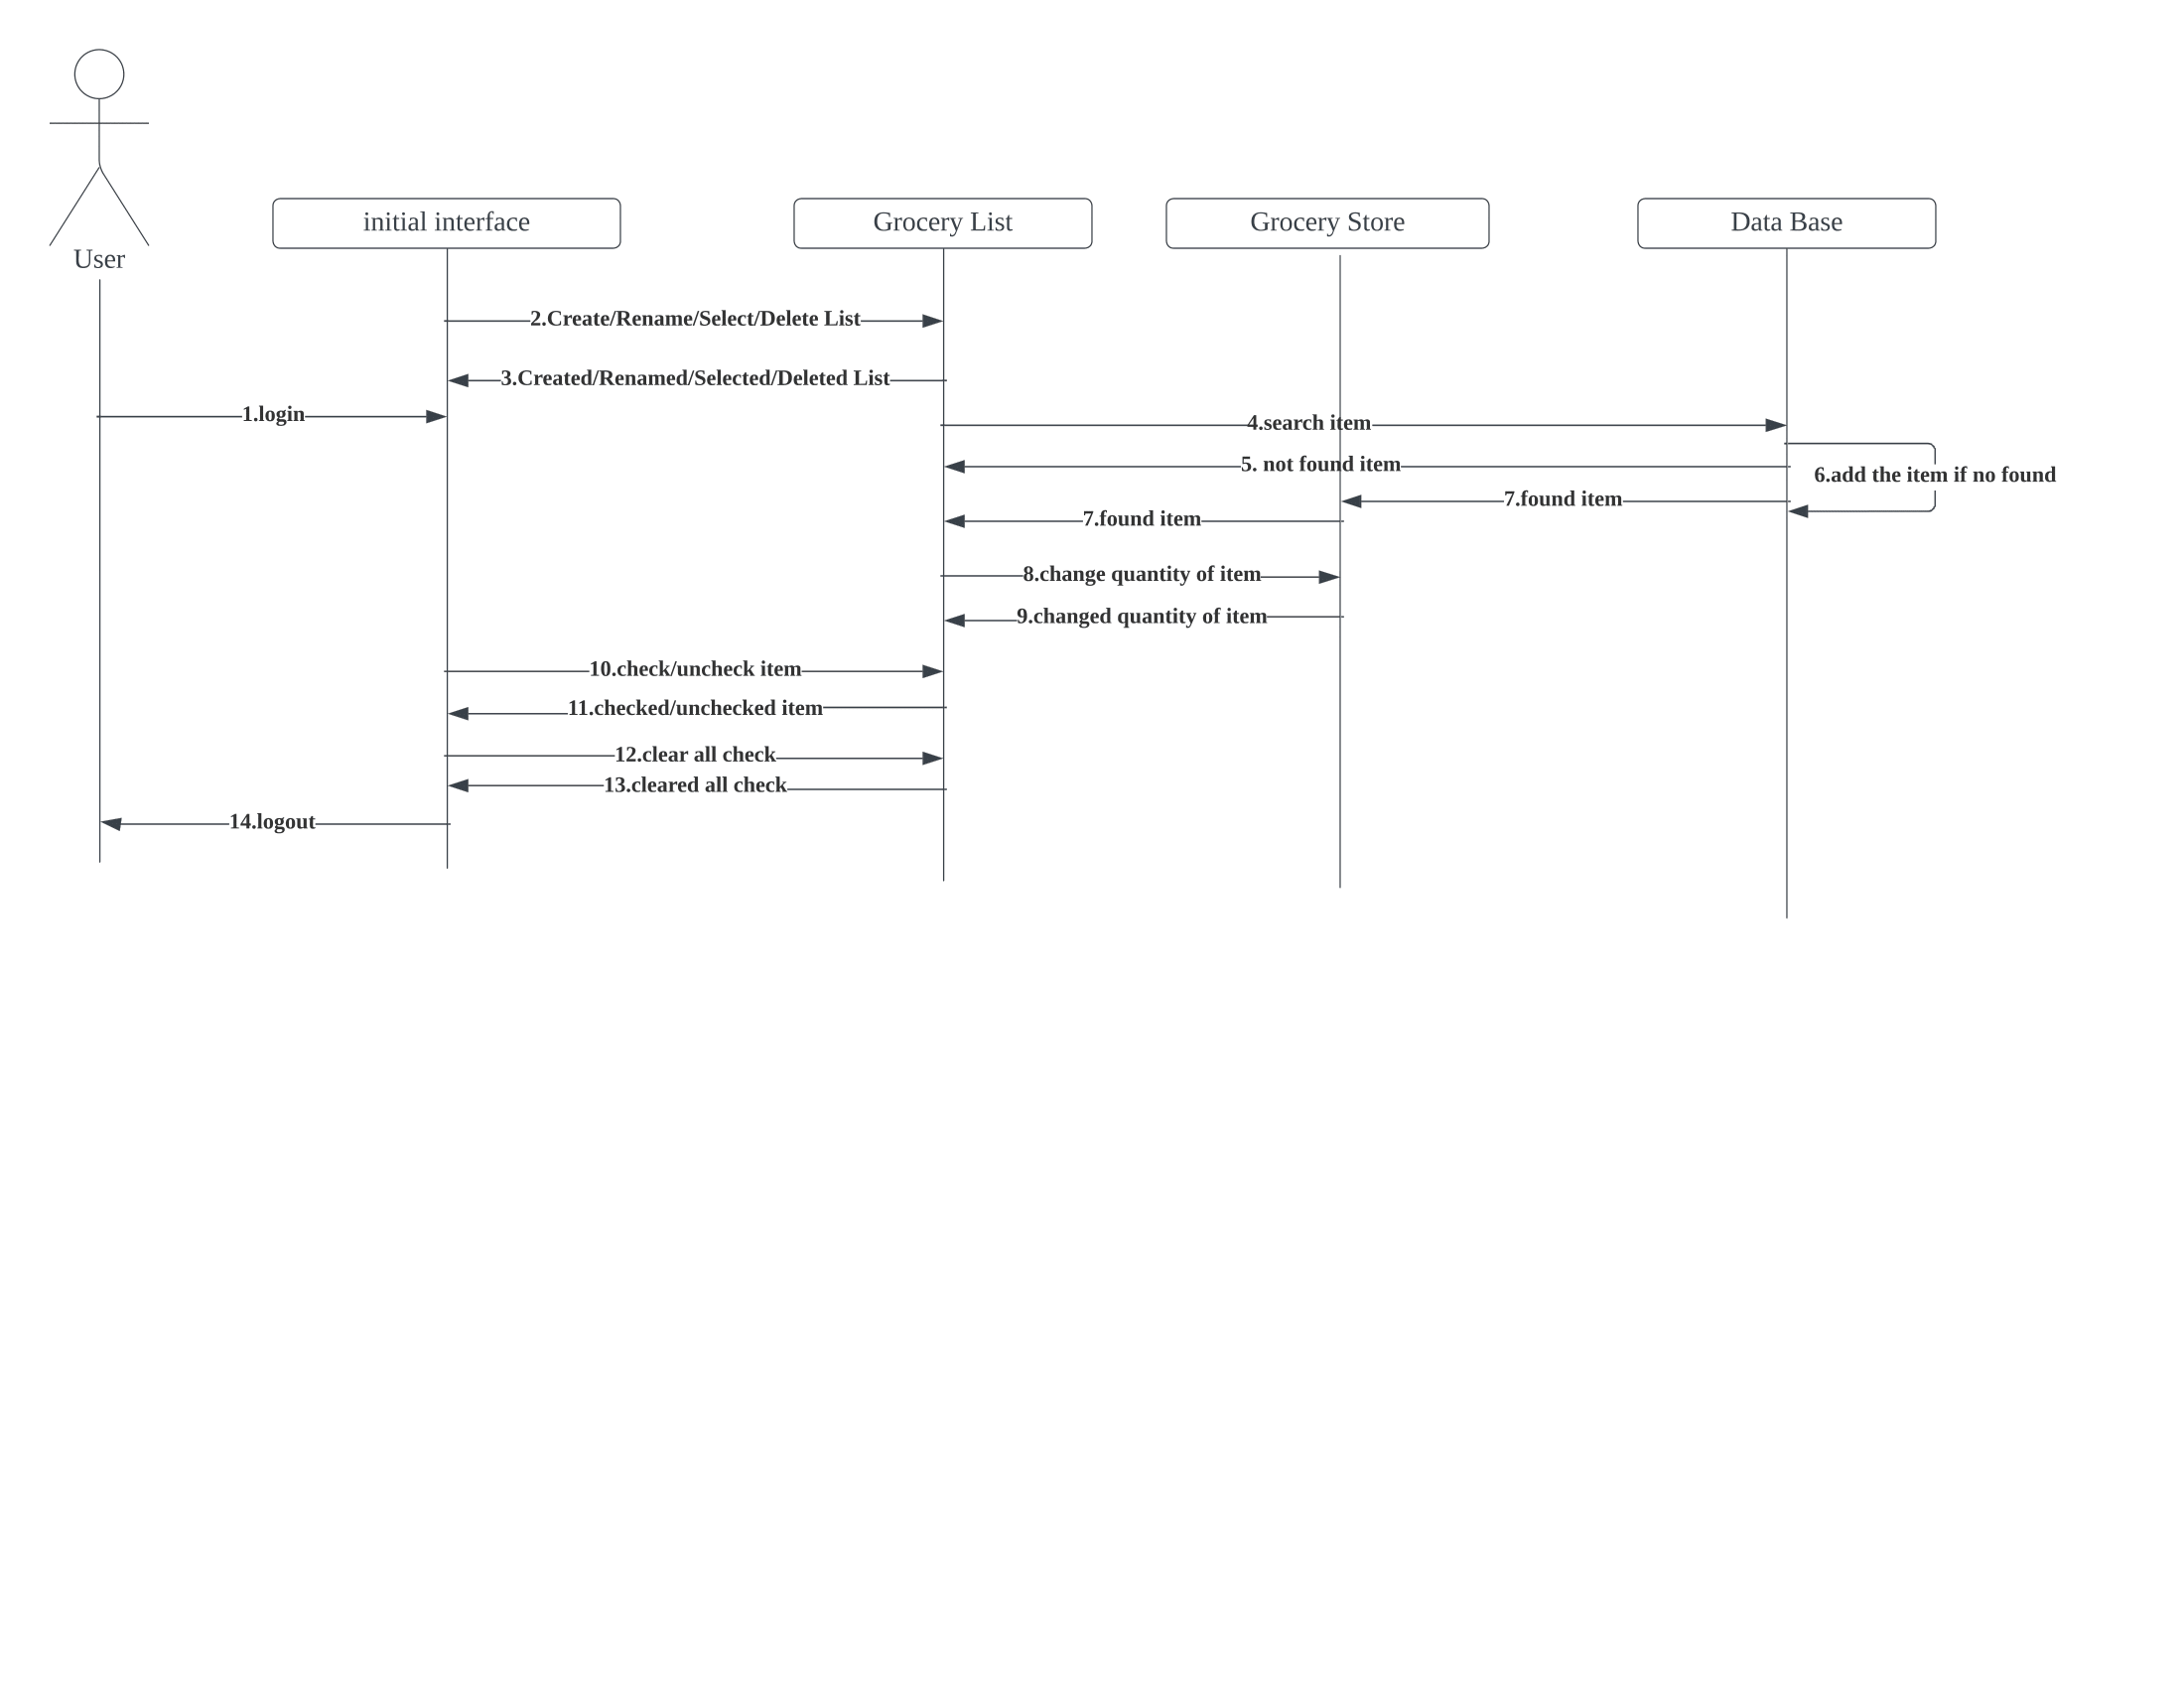 User
initial interface
Grocery List
Grocery Store
Data Base
2.Create/Rename/Select/Delete List
3.Created/Renamed/Selected/Deleted List
1.login
4.search item
5. not found item
6.add the item if no found
7.found item
7.found item
8.change quantity of item
9.changed quantity of item
10.check/uncheck item
11.checked/unchecked item
12.clear all check
13.cleared all check
14.logout